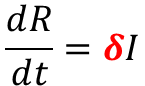 dR/dt = δI